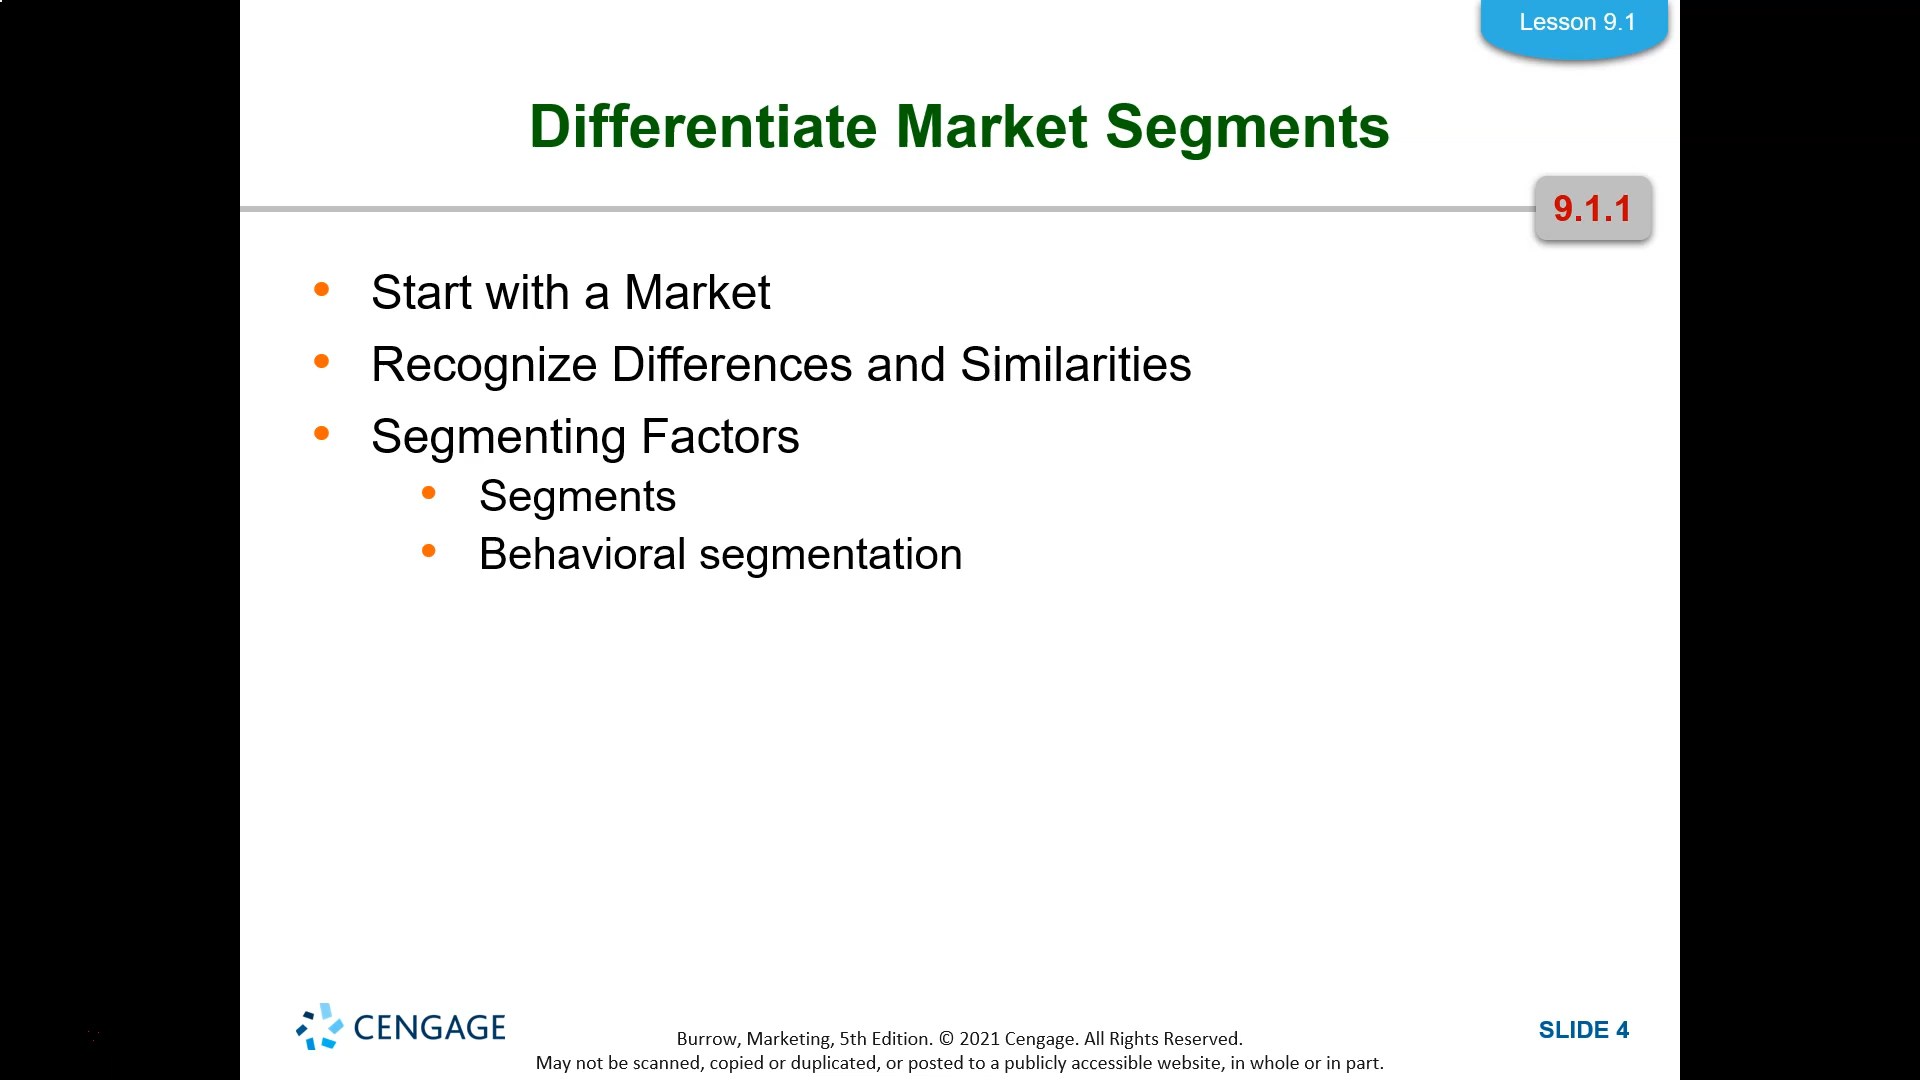 Lesson 9.1
Differentiate Market Segments
9.1.1
• Start with a Market
• Recognize Differences and Similarities
• Segmenting Factors
• Segments
• Behavioral segmentation
CENGAGE
Burrow, Marketing, 5th Edition. © 2021 Cengage. All Rights Reserved.
May not be scanned, copied or duplicated, or posted to a publicly accessible website, in whole or in part.
SLIDE 4